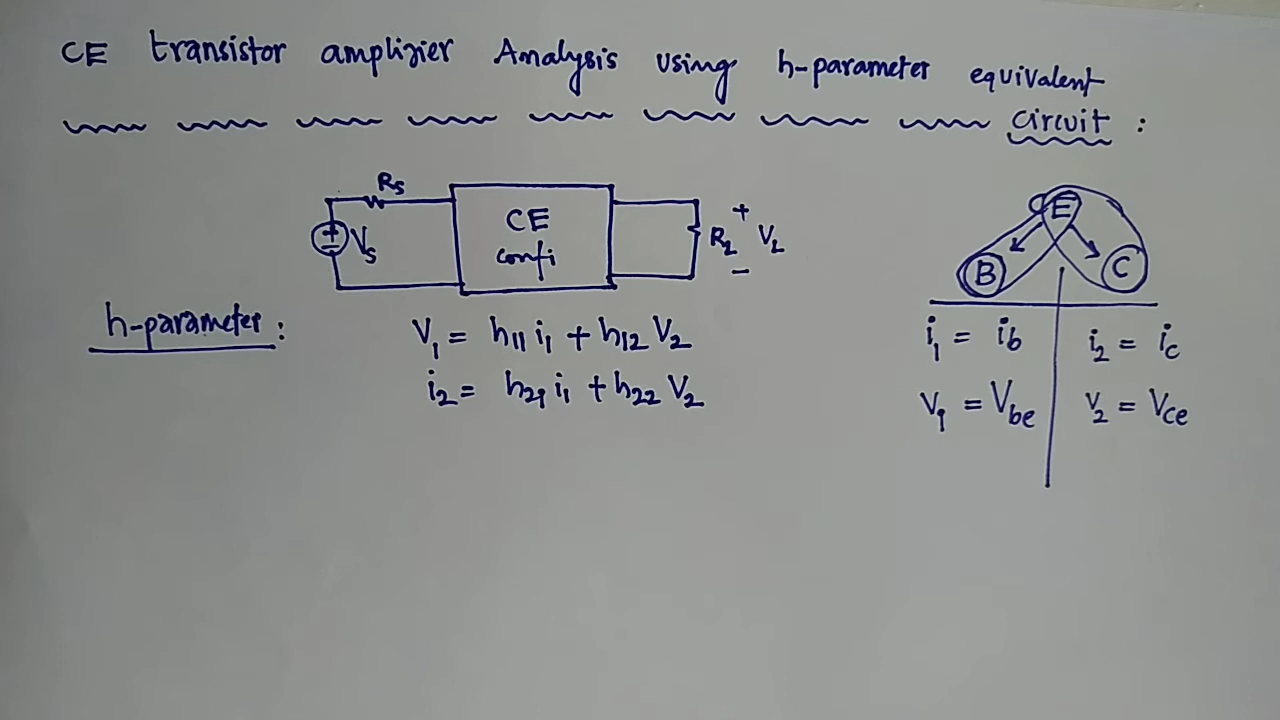 CE transistor amplifier Analysis using h-parameter equivalent
circuit :
Rs
Vs
CE
confi
RL
+
V2
-
E
B
C
h-parameter :
V1 = h11 i1 + h12 V2
i2 = h21 i1 + h22 V2
i1 = ib
i2 = ic
V1 = Vbe
V2 = Vce